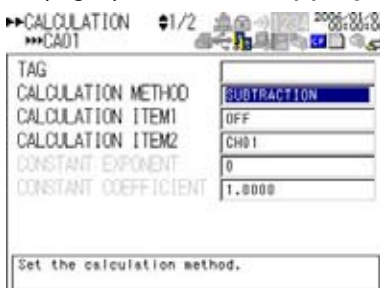 ▸▸CALCULATION ♦1/2
▸▸▸CA01
TAG
CALCULATION METHOD SUBTRACTION
CALCULATION ITEM1 OFF
CALCULATION ITEM2 CH01
CONSTANT EXPONENT 0
CONSTANT COEFFICIENT 1.0000
Set the calculation method.